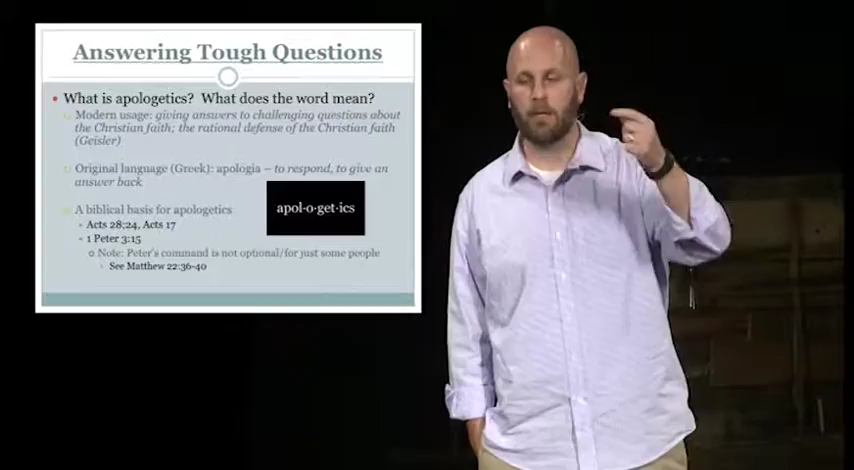 Answering Tough Questions
• What is apologetics? What does the word mean?
Modern usage: giving answers to challenging questions about
the Christian faith; the rational defense of the Christian faith
(Geisler)
Original language (Greek): apologia – to respond, to give an
answer back
A biblical basis for apologetics
• Acts 28;24, Acts 17
• 1 Peter 3:15
o Note: Peter's command is not optional/for just some people
• See Matthew 22:36-40
apol·o·get·ics